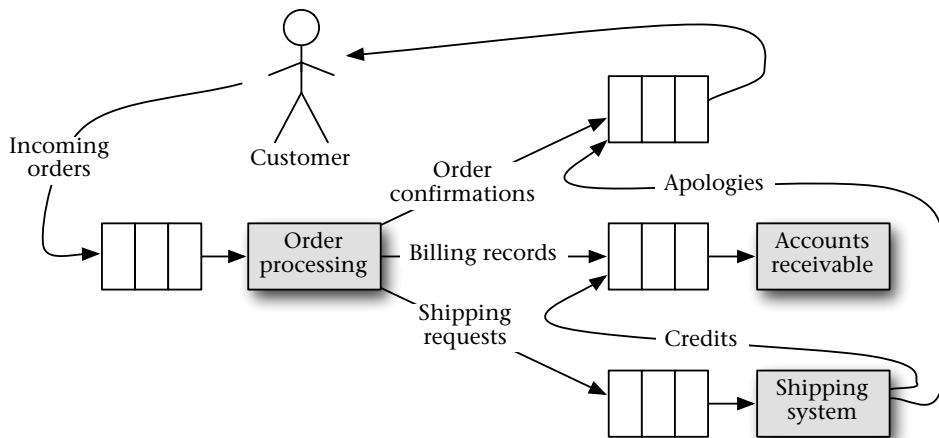 Incoming
orders
Customer
Order
confirmations
Apologies
Order
processing
Billing records
Accounts
receivable
Shipping
requests
Credits
Shipping
system